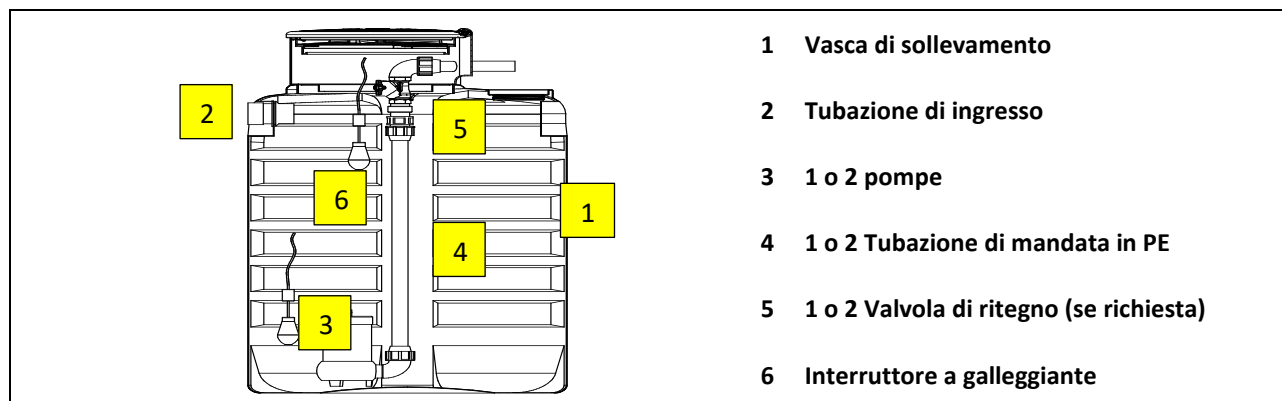 2
5
6
1
4
3
1 Vasca di sollevamento
2 Tubazione di ingresso
3 1 o 2 pompe
4 1 o 2 Tubazione di mandata in PE
5 1 o 2 Valvola di ritegno (se richiesta)
6 Interruttore a galleggiante